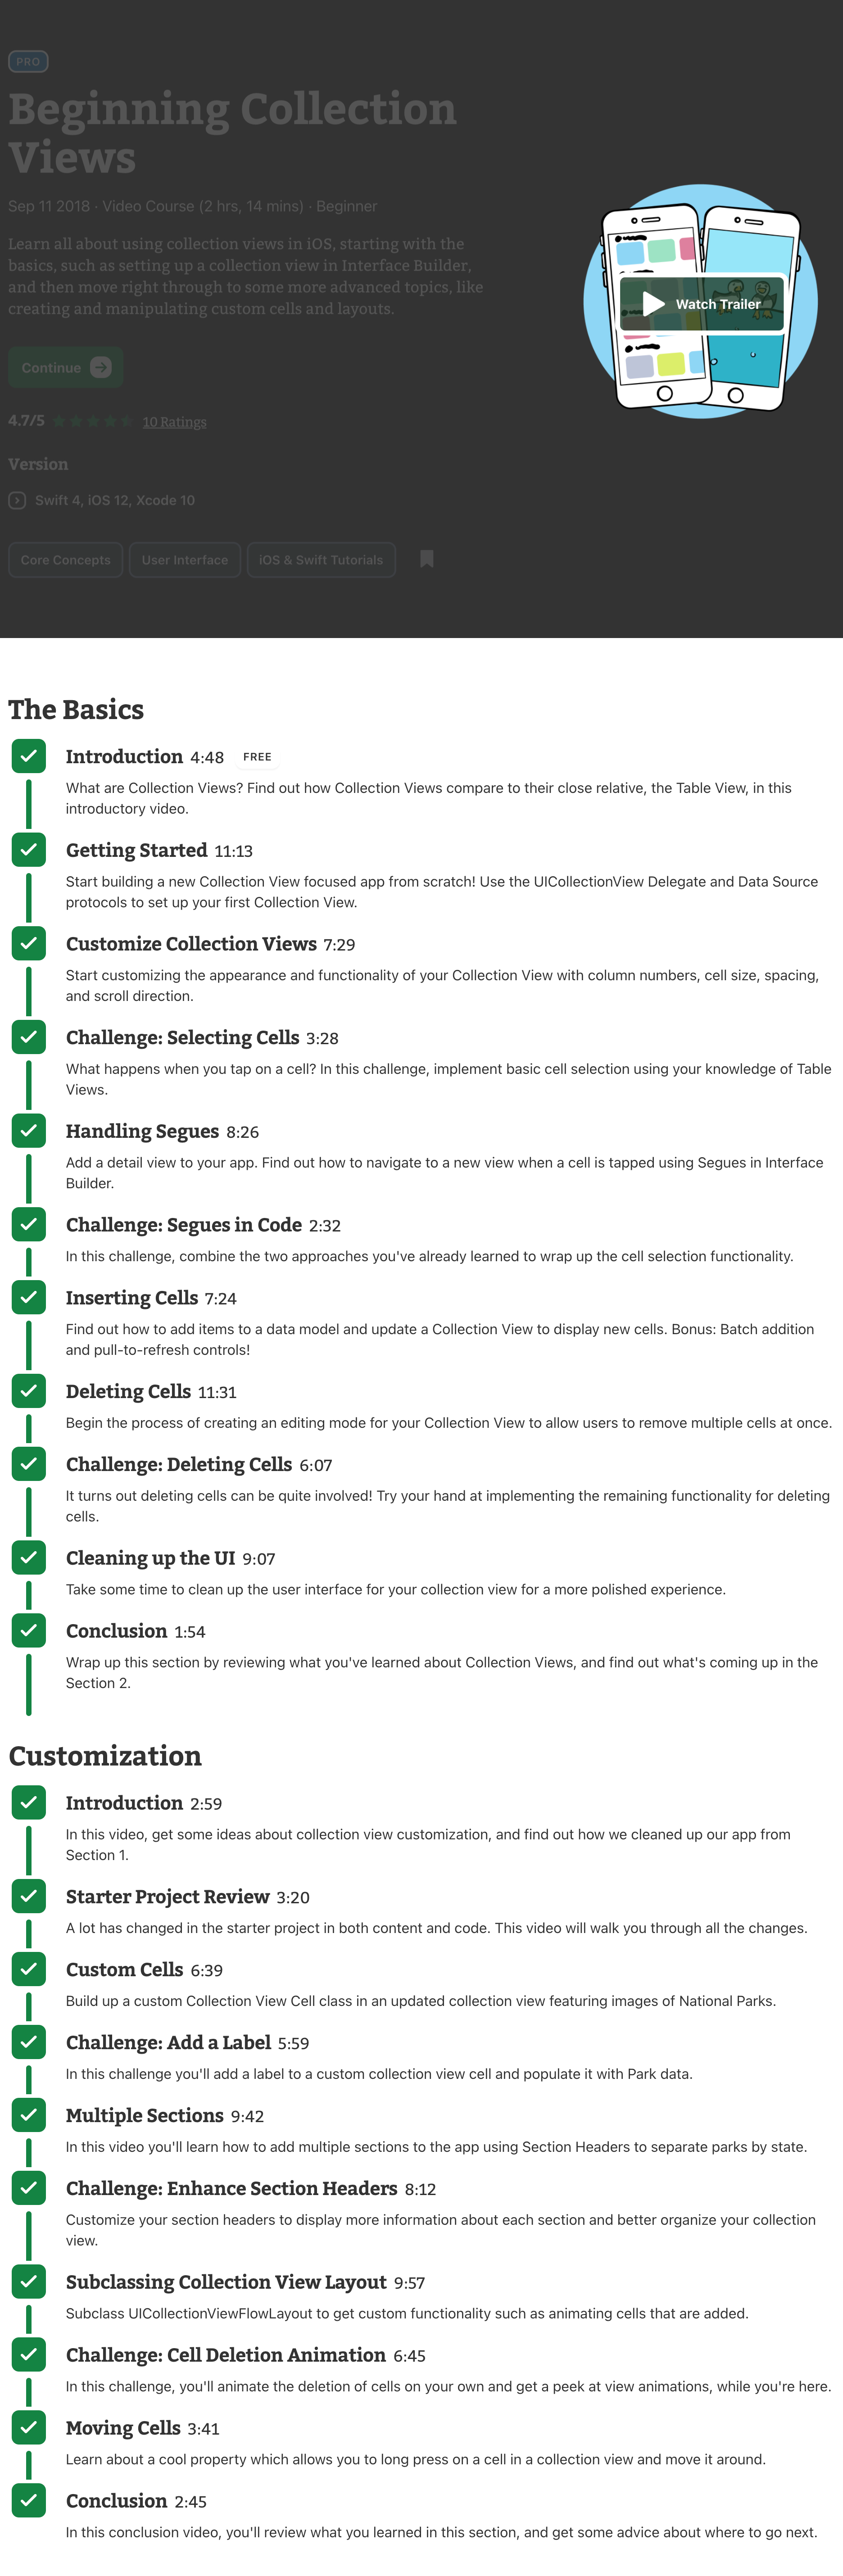 PRO
Beginning Collection
Views
Sep 11 2018 · Video Course (2 hrs, 14 mins) · Beginner
Learn all about using collection views in iOS, starting with the
basics, such as setting up a collection view in Interface Builder,
and then move right through to some more advanced topics, like
creating and manipulating custom cells and layouts.
Continue
4.7/5 10 Ratings
Version
Swift 4, iOS 12, Xcode 10
Core Concepts User Interface iOS & Swift Tutorials
Watch Trailer
The Basics
Introduction 4:48 FREE
What are Collection Views? Find out how Collection Views compare to their close relative, the Table View, in this
introductory video.
Getting Started 11:13
Start building a new Collection View focused app from scratch! Use the UICollectionView Delegate and Data Source
protocols to set up your first Collection View.
Customize Collection Views 7:29
Start customizing the appearance and functionality of your Collection View with column numbers, cell size, spacing,
and scroll direction.
Challenge: Selecting Cells 3:28
What happens when you tap on a cell? In this challenge, implement basic cell selection using your knowledge of Table
Views.
Handling Segues 8:26
Add a detail view to your app. Find out how to navigate to a new view when a cell is tapped using Segues in Interface
Builder.
Challenge: Segues in Code 2:32
In this challenge, combine the two approaches you've already learned to wrap up the cell selection functionality.
Inserting Cells 7:24
Find out how to add items to a data model and update a Collection View to display new cells. Bonus: Batch addition
and pull-to-refresh controls!
Deleting Cells 11:31
Begin the process of creating an editing mode for your Collection View to allow users to remove multiple cells at once.
Challenge: Deleting Cells 6:07
It turns out deleting cells can be quite involved! Try your hand at implementing the remaining functionality for deleting
cells.
Cleaning up the UI 9:07
Take some time to clean up the user interface for your collection view for a more polished experience.
Conclusion 1:54
Wrap up this section by reviewing what you've learned about Collection Views, and find out what's coming up in the
Section 2.
Customization
Introduction 2:59
In this video, get some ideas about collection view customization, and find out how we cleaned up our app from
Section 1.
Starter Project Review 3:20
A lot has changed in the starter project in both content and code. This video will walk you through all the changes.
Custom Cells 6:39
Build up a custom Collection View Cell class in an updated collection view featuring images of National Parks.
Challenge: Add a Label 5:59
In this challenge you'll add a label to a custom collection view cell and populate it with Park data.
Multiple Sections 9:42
In this video you'll learn how to add multiple sections to the app using Section Headers to separate parks by state.
Challenge: Enhance Section Headers 8:12
Customize your section headers to display more information about each section and better organize your collection
view.
Subclassing Collection View Layout 9:57
Subclass UICollectionViewFlowLayout to get custom functionality such as animating cells that are added.
Challenge: Cell Deletion Animation 6:45
In this challenge, you'll animate the deletion of cells on your own and get a peek at view animations, while you're here.
Moving Cells 3:41
Learn about a cool property which allows you to long press on a cell in a collection view and move it around.
Conclusion 2:45
In this conclusion video, you'll review what you learned in this section, and get some advice about where to go next.